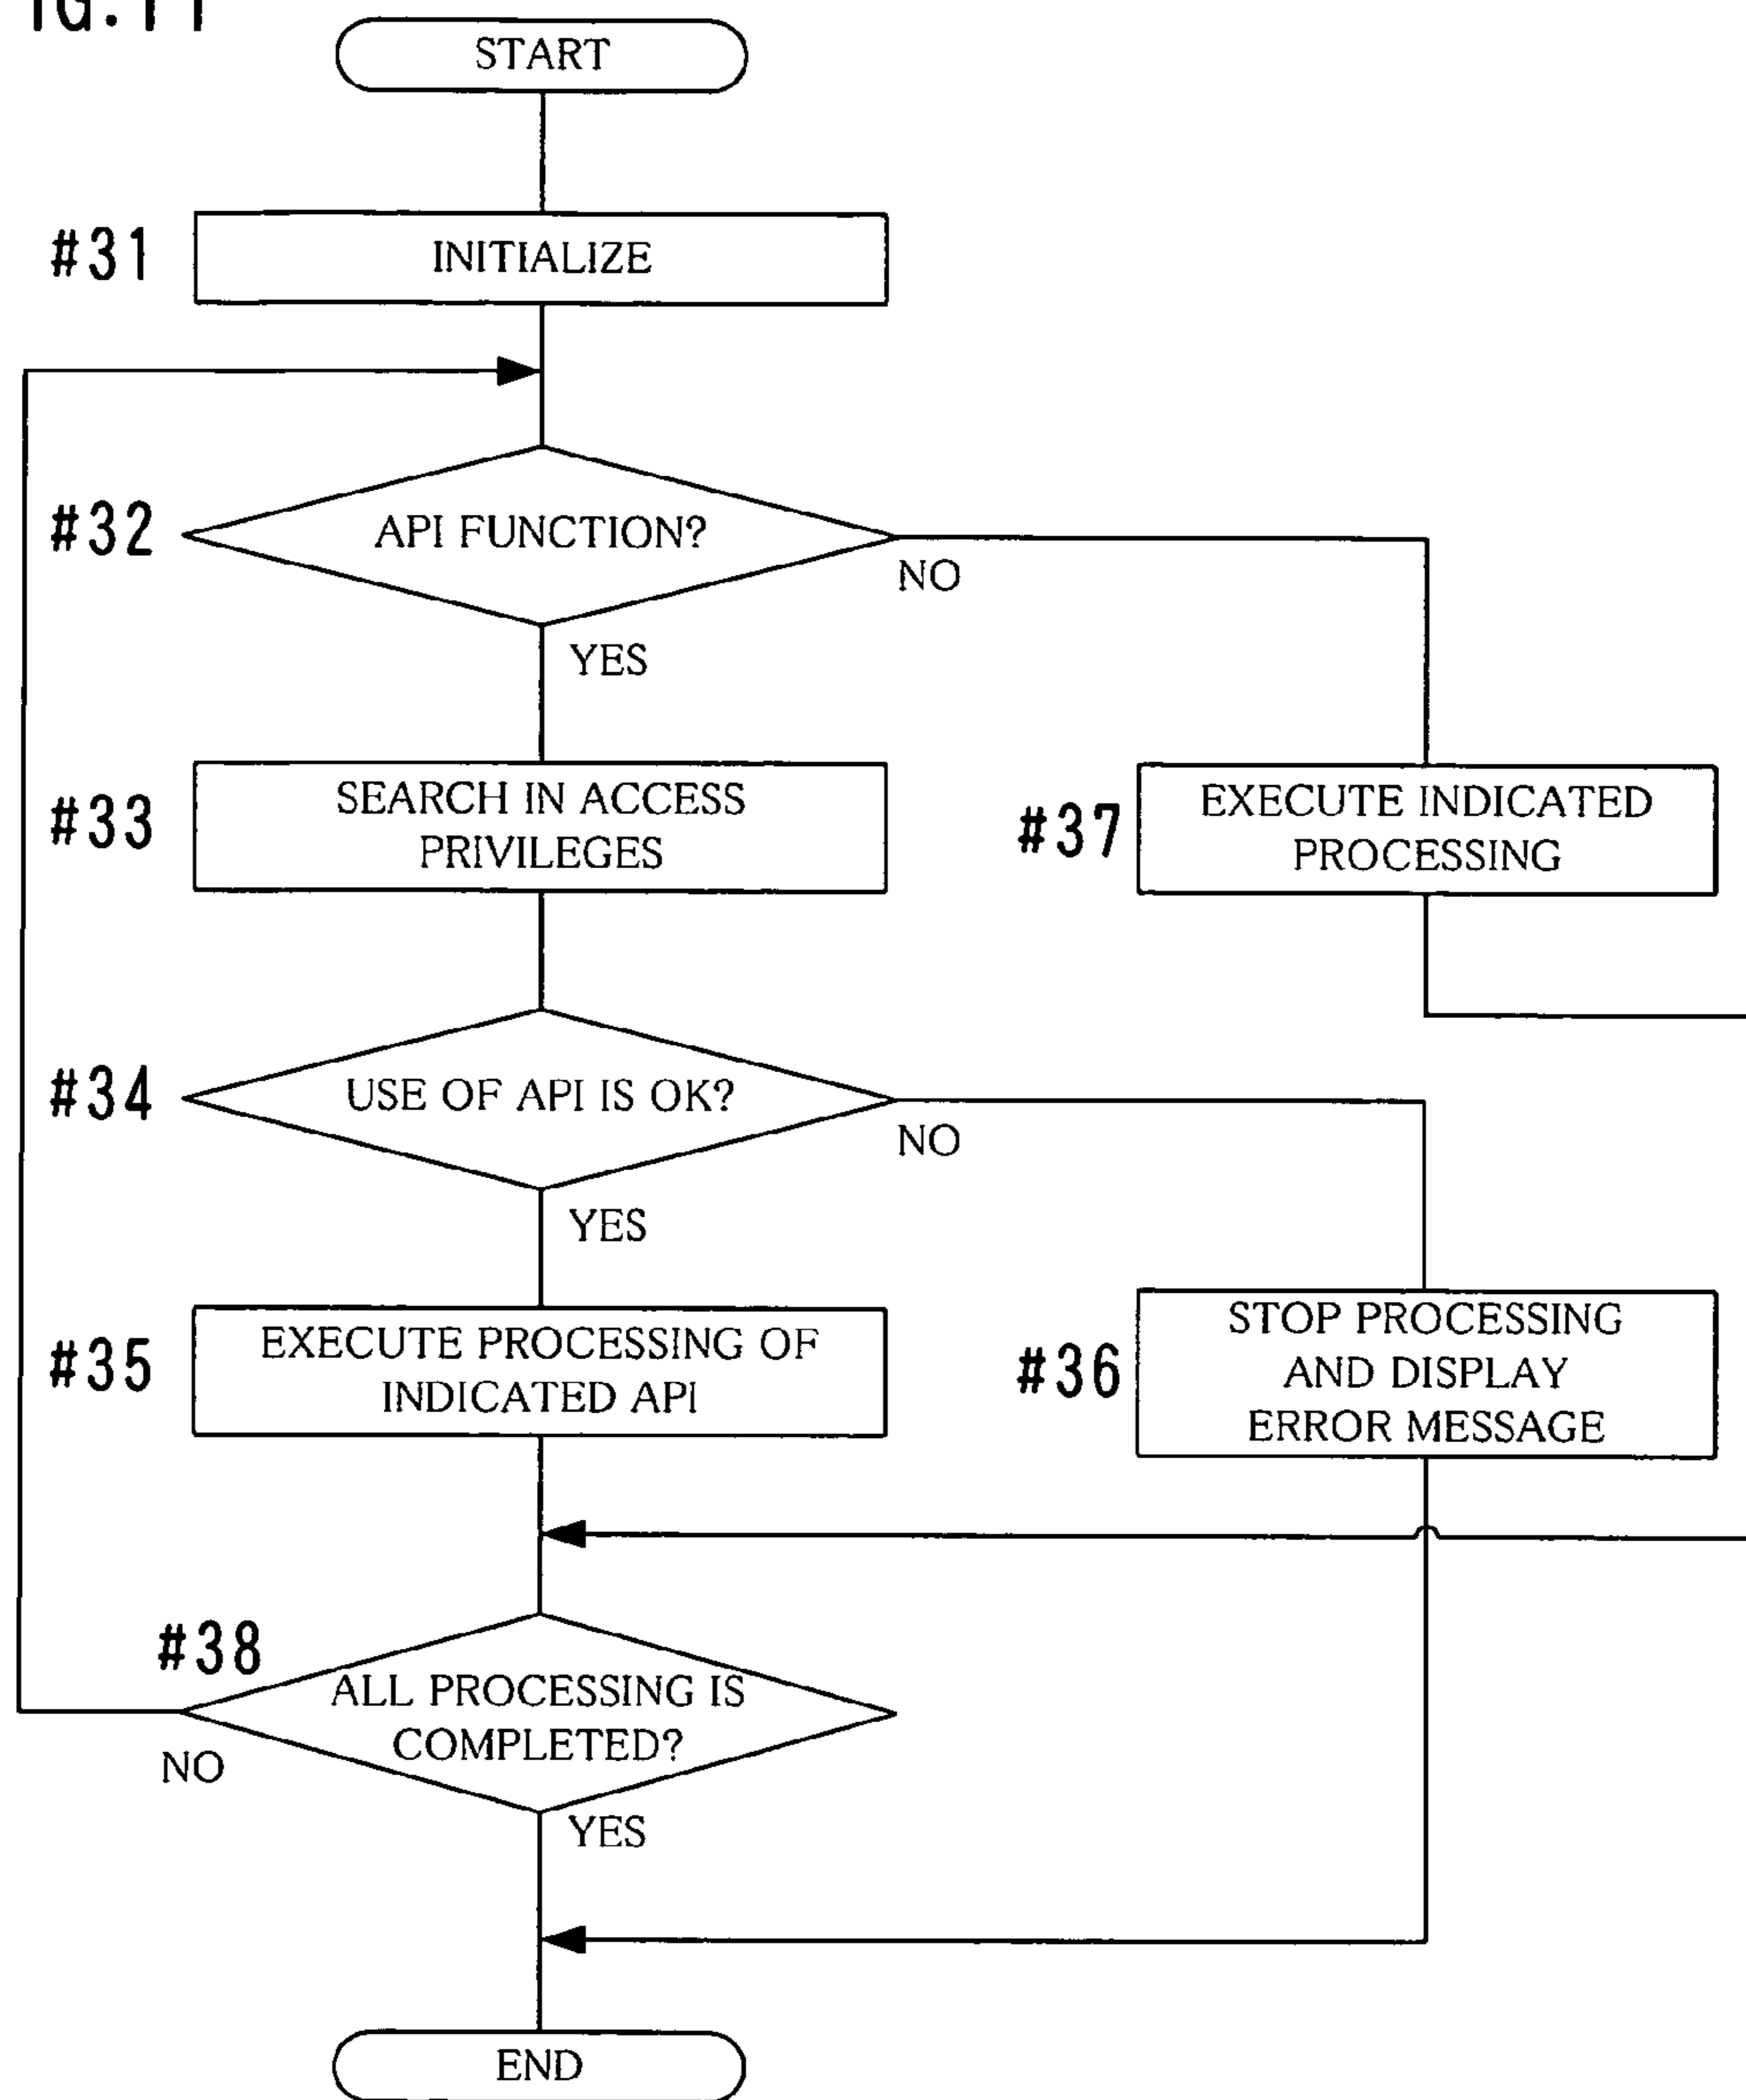 START
#31
INITIALIZE
#32
API FUNCTION?
NO
YES
#33
SEARCH IN ACCESS
PRIVILEGES
#37
EXECUTE INDICATED
PROCESSING
#34
USE OF API IS OK?
NO
YES
#35
EXECUTE PROCESSING OF
INDICATED API
#36
STOP PROCESSING
AND DISPLAY
ERROR MESSAGE
#38
ALL PROCESSING IS
COMPLETED?
NO
YES
END